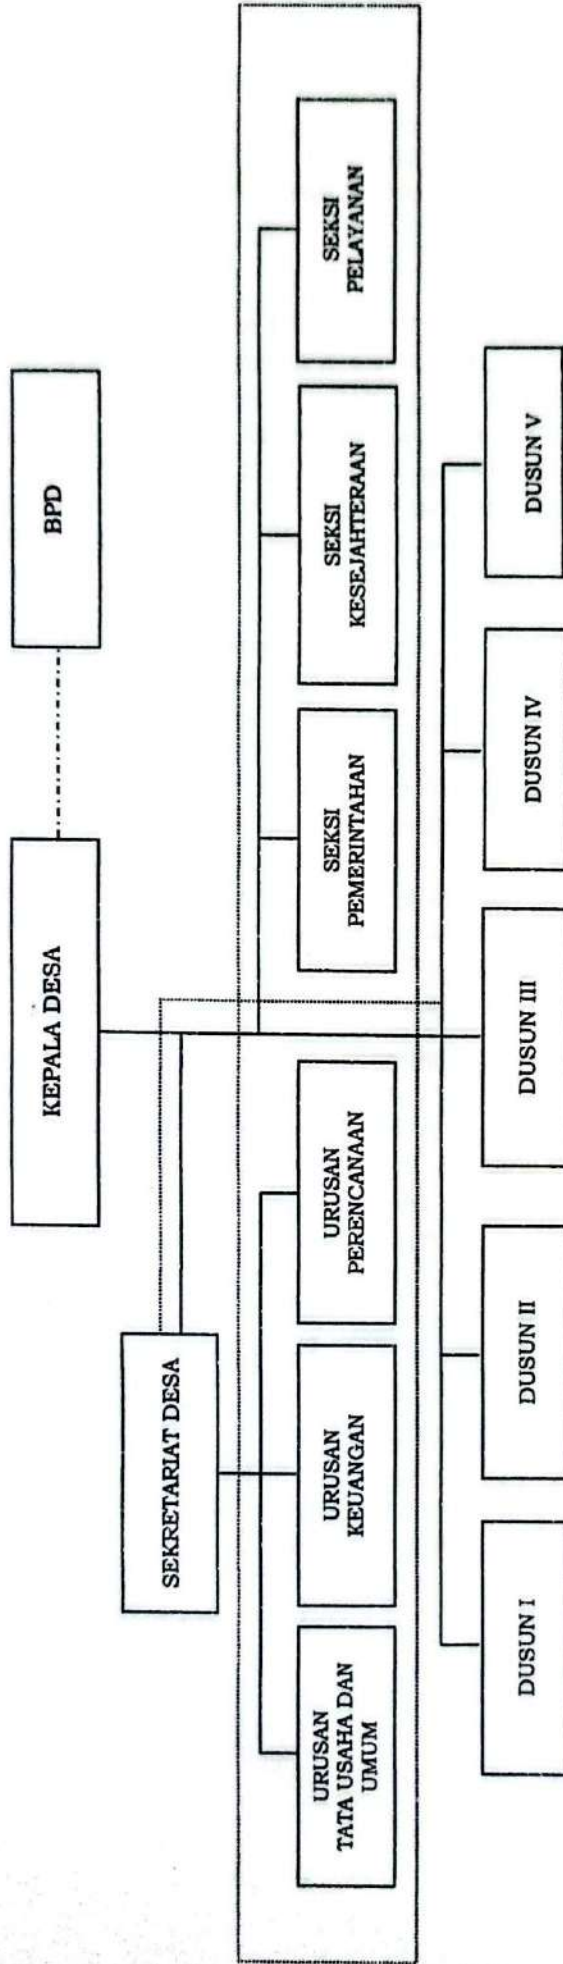 KEPALA DESA
BPD
SEKRETARIAT DESA
URUSAN
TATA USAHA DAN
UMUM
URUSAN
KEUANGAN
URUSAN
PERENCANAAN
SEKSI
PEMERINTAHAN
SEKSI
KESEJAHTERAAN
SEKSI
PELAYANAN
DUSUN I
DUSUN II
DUSUN III
DUSUN IV
DUSUN V